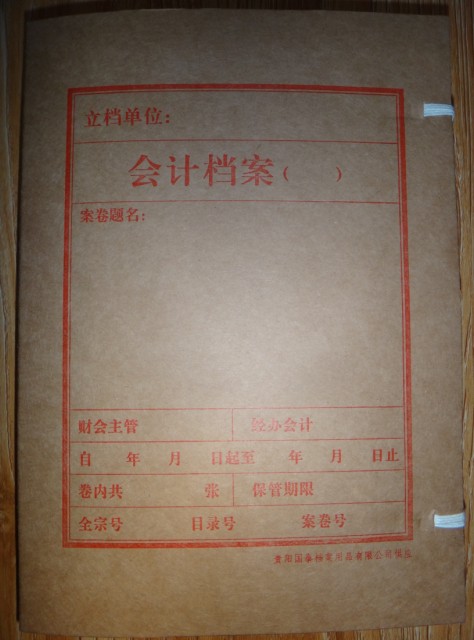 立档单位：
会计档案（ ）
案卷题名：
财会主管 经办会计
自 年 月 日起至 年 月 日止
卷内共 张 保管期限
全宗号 目录号 案卷号